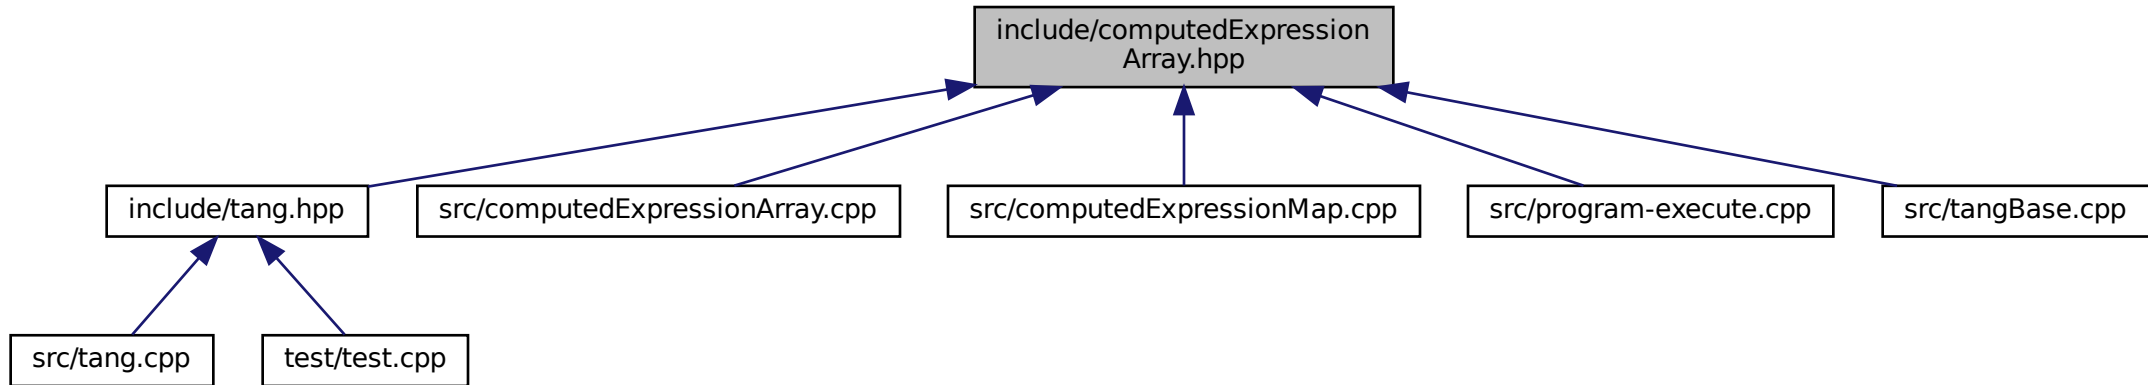 include/computedExpression
Array.hpp
include/tang.hpp
src/computedExpressionArray.cpp
src/computedExpressionMap.cpp
src/program-execute.cpp
src/tangBase.cpp
src/tang.cpp
test/test.cpp